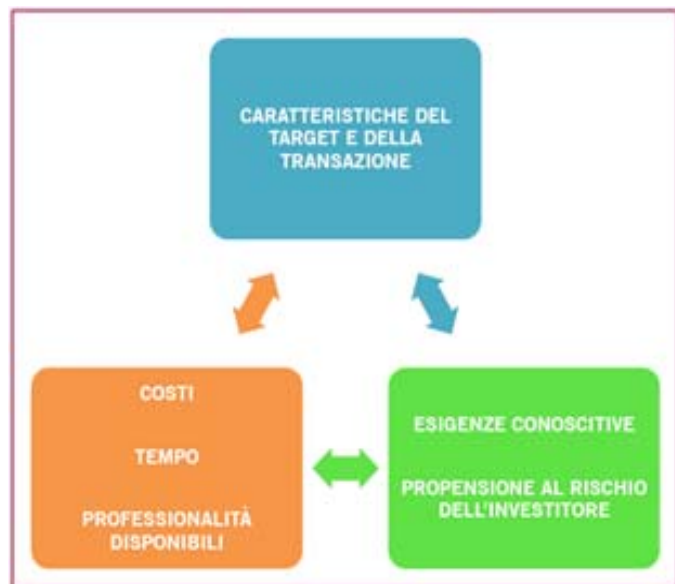 CARATTERISTICHE DEL
TARGET E DELLA
TRANSAZIONE
COSTI
TEMPO
PROFESSIONALITÀ
DISPONIBILI
ESIGENZE CONOSCITIVE
PROPENSIONE AL RISCHIO
DELL'INVESTITORE